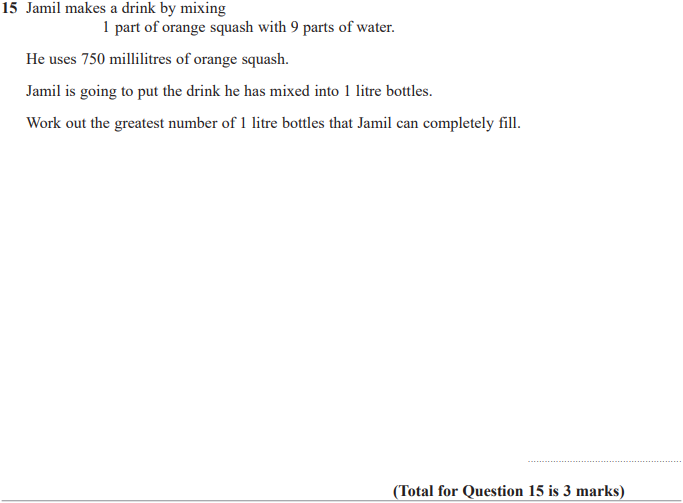 15 Jamil makes a drink by mixing
1 part of orange squash with 9 parts of water.
He uses 750 millilitres of orange squash.
Jamil is going to put the drink he has mixed into 1 litre bottles.
Work out the greatest number of 1 litre bottles that Jamil can completely fill.
(Total for Question 15 is 3 marks)